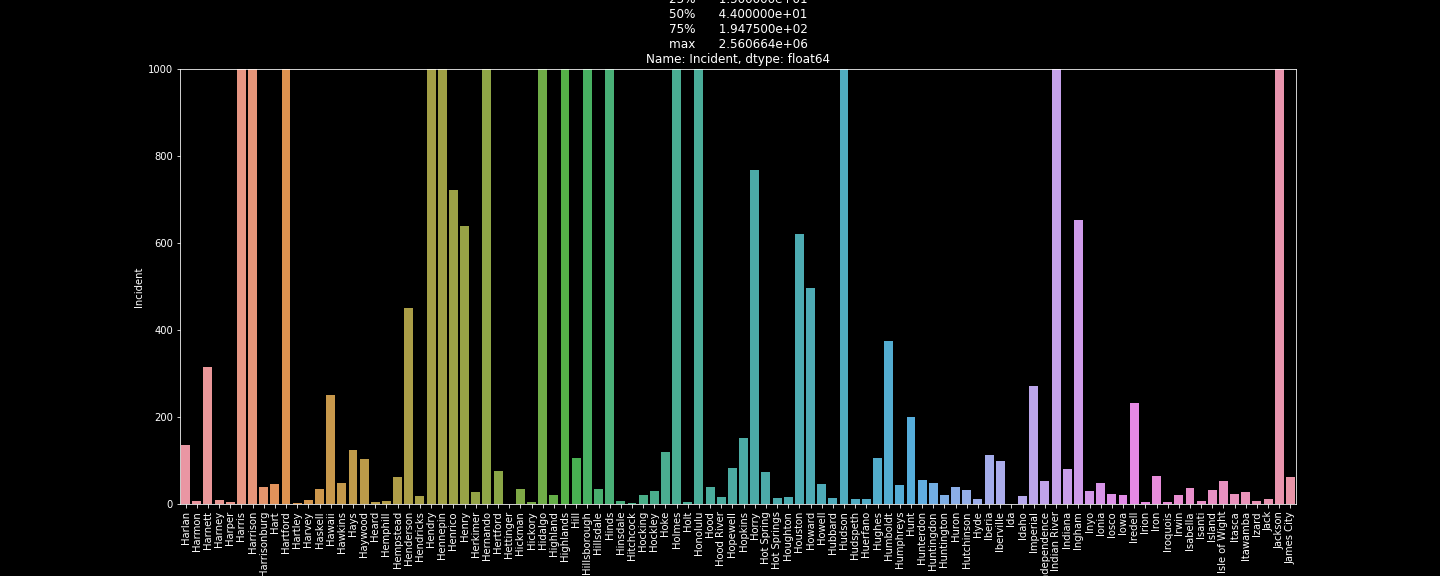 25% 1.300000e+01
50% 4.400000e+01
75% 1.947500e+02
max 2.560664e+06
Name: Incident, dtype: float64
1000
800
600
400
200
0
Incident
Harlan
Harmon
Harnett
Harney
Harper
Harris
Harrison
Harrisonburg
Hart
Hartford
Hartley
Harvey
Haskell
Hawaii
Hawkins
Hays
Haywood
Heard
Hemphill
Hempstead
Henderson
Hendricks
Hendry
Hennepin
Henrico
Henry
Herkimer
Hernando
Hertford
Hettinger
Hickman
Hickory
Hidalgo
Highland
Highlands
Hill
Hillsborough
Hillsdale
Hinds
Hinsdale
Hitchcock
Hocking
Hockley
Hoke
Holmes
Holt
Honolulu
Hood
Hood River
Hopewell
Hopkins
Horry
Hot Spring
Hot Springs
Houghton
Houston
Howard
Howell
Hubbard
Hudson
Hudspeth
Huerfano
Hughes
Humboldt
Humphreys
Hunt
Hunterdon
Huntingdon
Huntington
Huron
Hutchinson
Hyde
Iberia
Iberville
Ida
Idaho
Imperial
dependence
Indian River
Indiana
Ingham
Inyo
Ionia
Iosco
Iowa
Iredell
Irion
Iron
Iroquois
Irwin
Isabella
Isanti
Island
Isle of Wight
Itasca
Itawamba
Izard
Jack
Jackson
James City